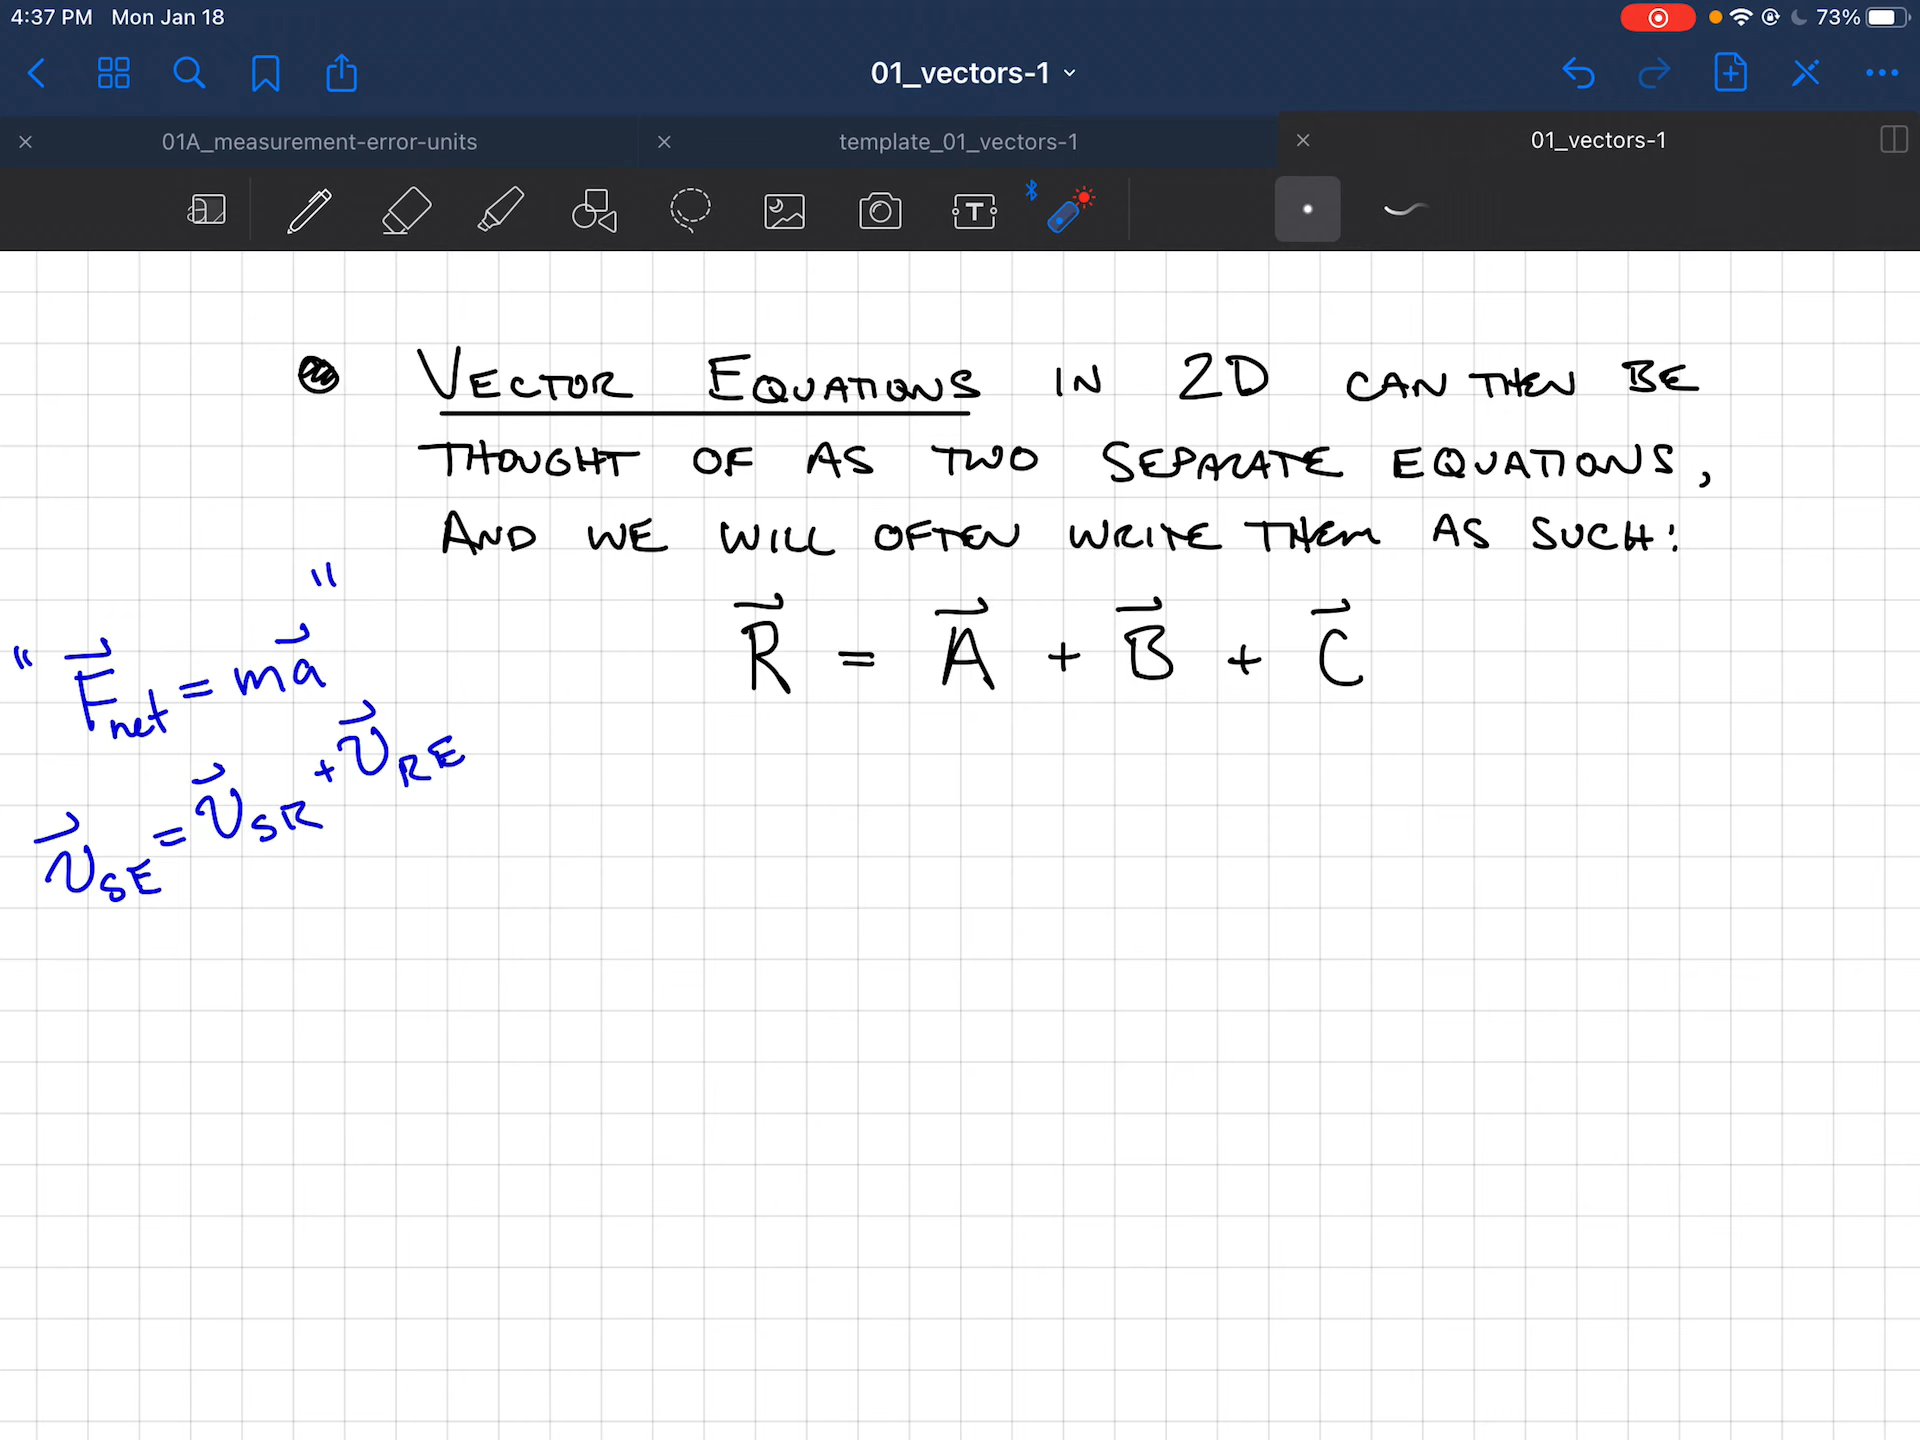 4:37 PM Mon Jan 18
73%
01_vectors-1
01A_measurement-error-units
template_01_vectors-1
01_vectors-1
VECTOR EQUATIONS IN 2D CAN THEN BE
THOUGHT OF AS TWO SEPARATE EQUATIONS,
AND WE WILL OFTEN WRITE THEM AS SUCH:
R⃗ = A⃗ + B⃗ + C⃗
"F⃗net = ma⃗"
v⃗SE = v⃗SR + v⃗RE